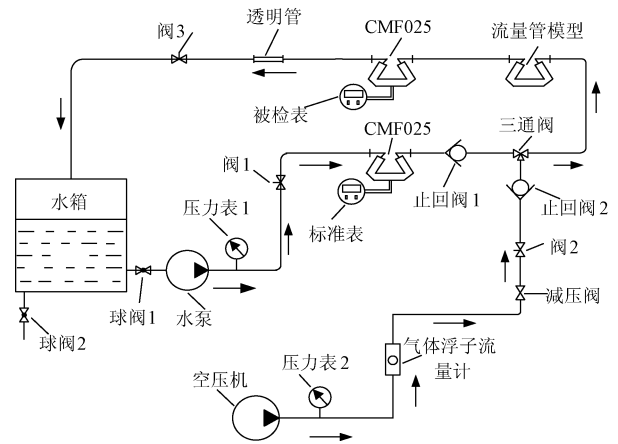 阀3
透明管
CMF025
流量管模型
被检表
CMF025
三通阀
阀1
水箱
压力表1
标准表
止回阀1
止回阀2
阀2
球阀1
水泵
减压阀
球阀2
气体浮子流
量计
压力表2
空压机